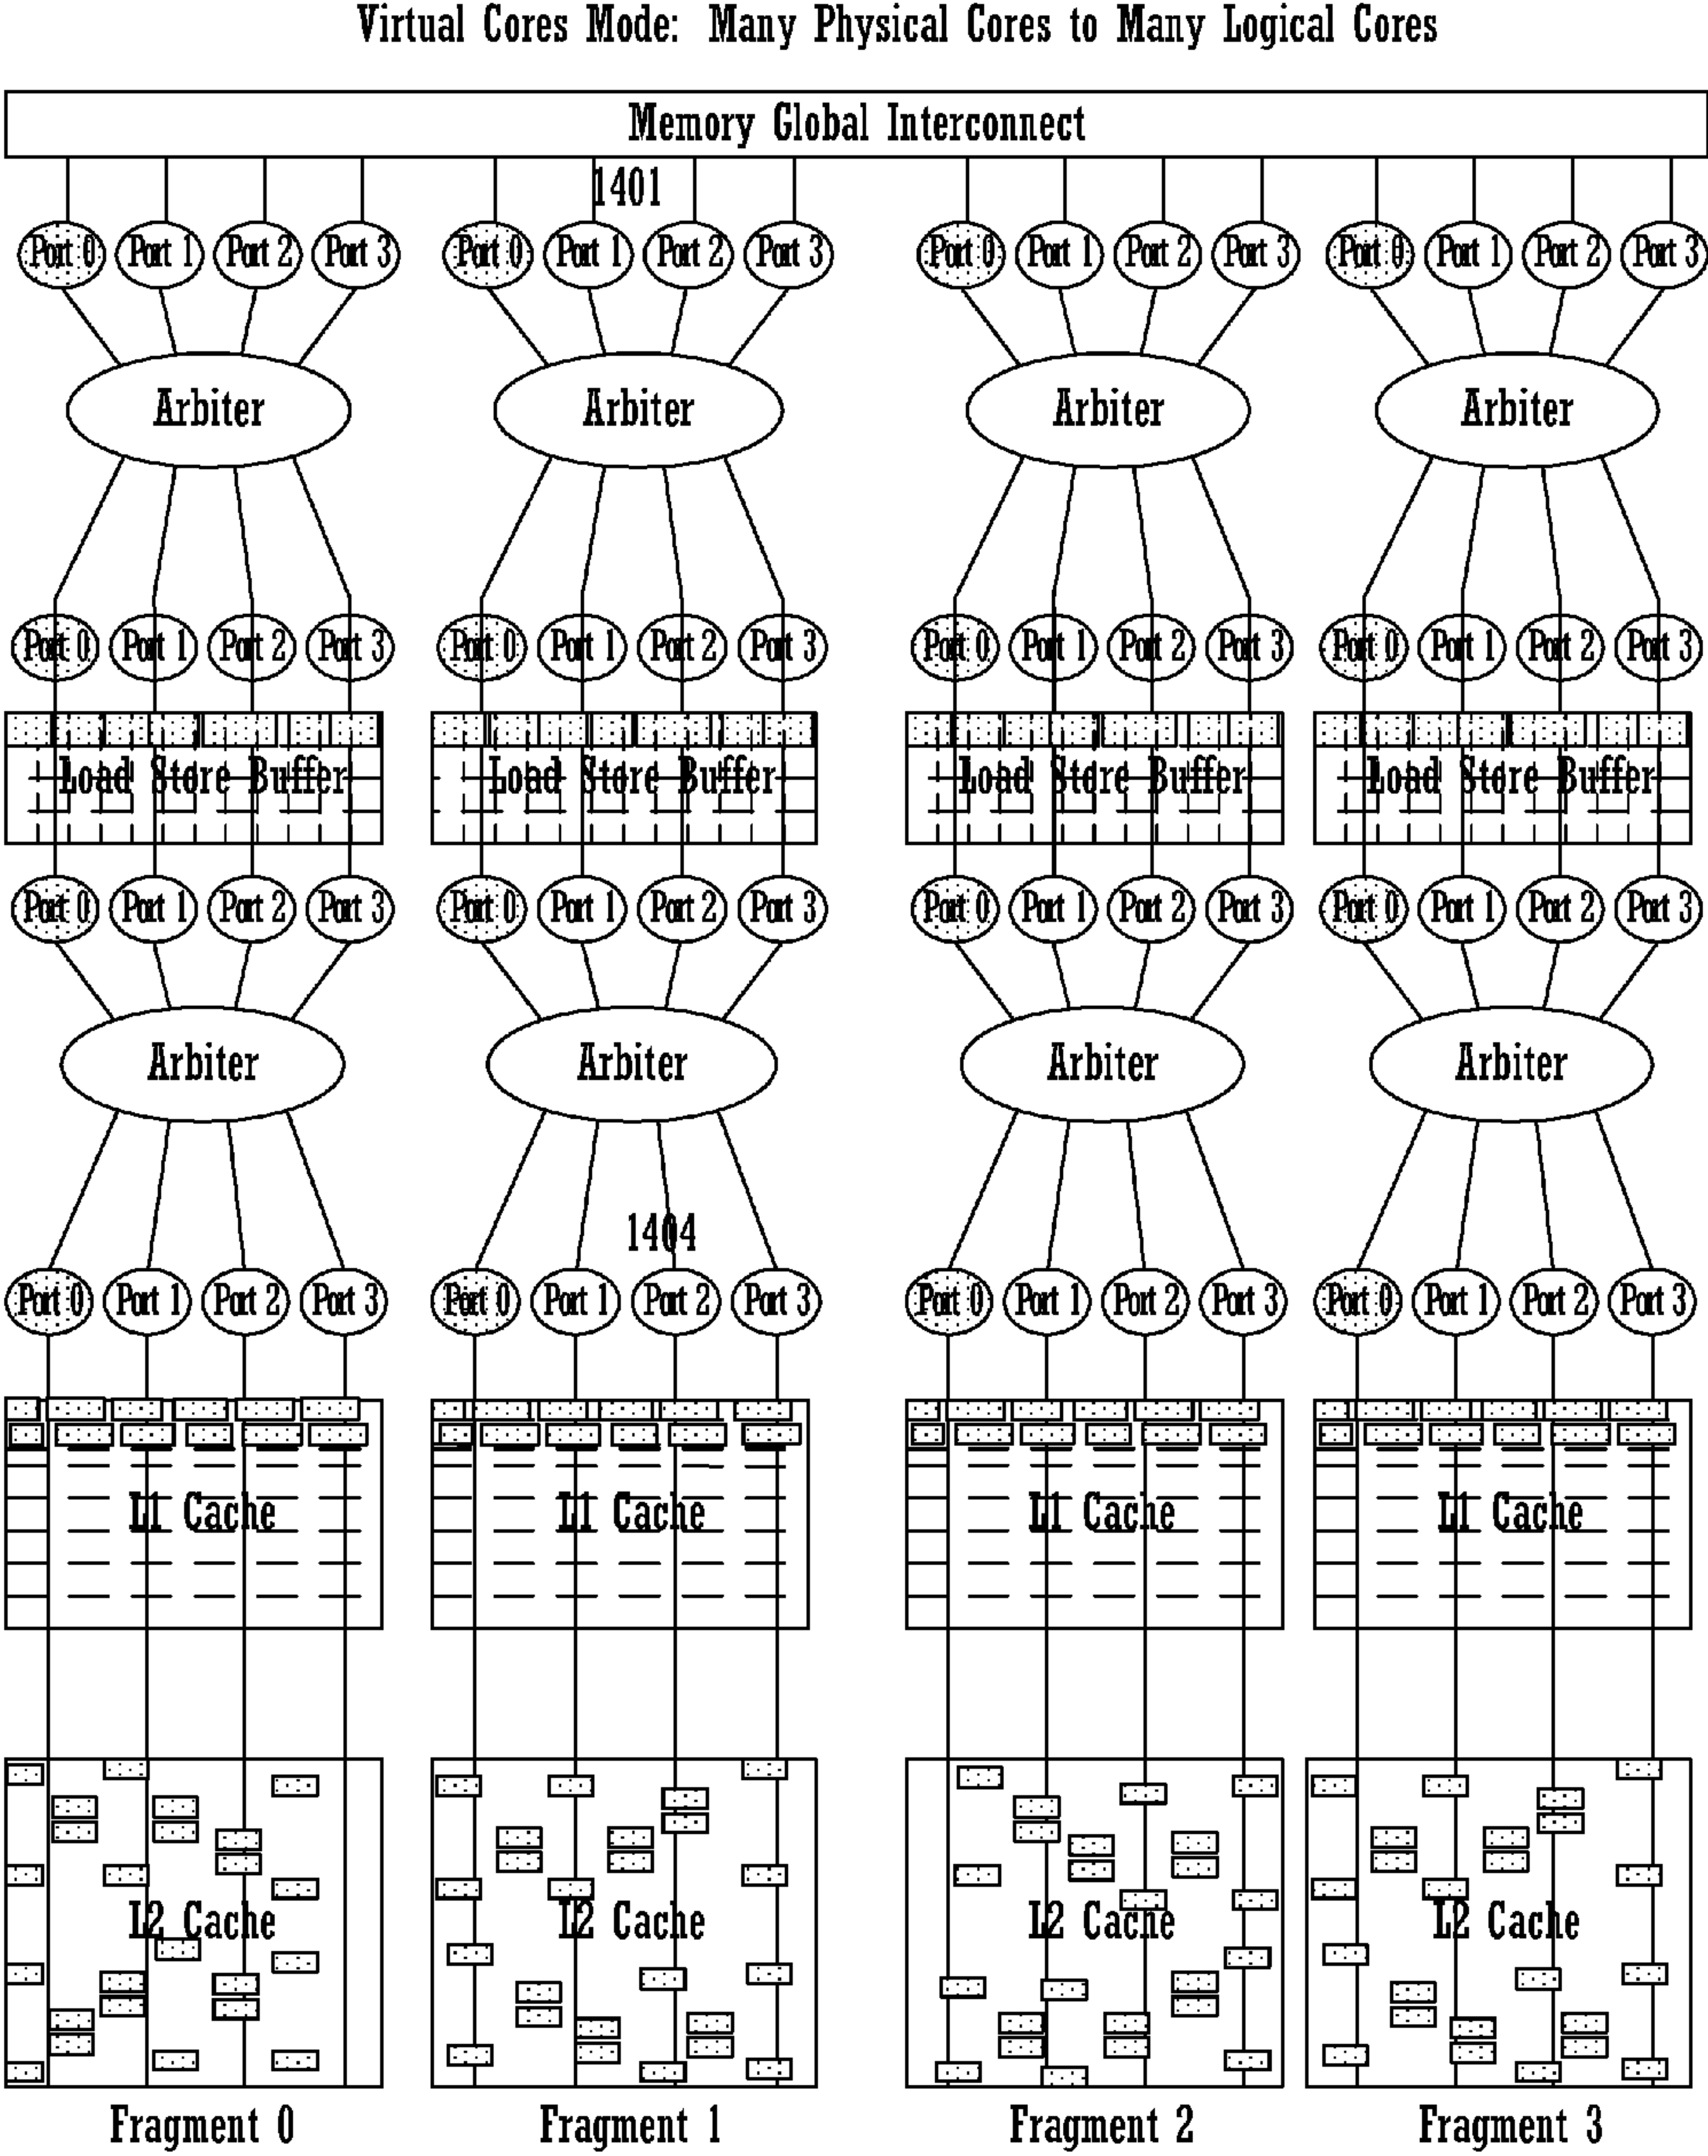 Virtual Cores Mode: Many Physical Cores to Many Logical Cores
Memory Global Interconnect
1401
Port 0 Port 1 Port 2 Port 3 Port 0 Port 1 Port 2 Port 3 Port 0 Port 1 Port 2 Port 3 Port 0 Port 1 Port 2 Port 3
Arbiter Arbiter Arbiter Arbiter
Port 0 Port 1 Port 2 Port 3 Port 0 Port 1 Port 2 Port 3 Port 0 Port 1 Port 2 Port 3 Port 0 Port 1 Port 2 Port 3
Load Store Buffer Load Store Buffer Load Store Buffer Load Store Buffer
Port 0 Port 1 Port 2 Port 3 Port 0 Port 1 Port 2 Port 3 Port 0 Port 1 Port 2 Port 3 Port 0 Port 1 Port 2 Port 3
Arbiter Arbiter Arbiter Arbiter
1404
Port 0 Port 1 Port 2 Port 3 Port 0 Port 1 Port 2 Port 3 Port 0 Port 1 Port 2 Port 3 Port 0 Port 1 Port 2 Port 3
L1 Cache L1 Cache L1 Cache L1 Cache
L2 Cache L2 Cache L2 Cache L2 Cache
Fragment 0 Fragment 1 Fragment 2 Fragment 3